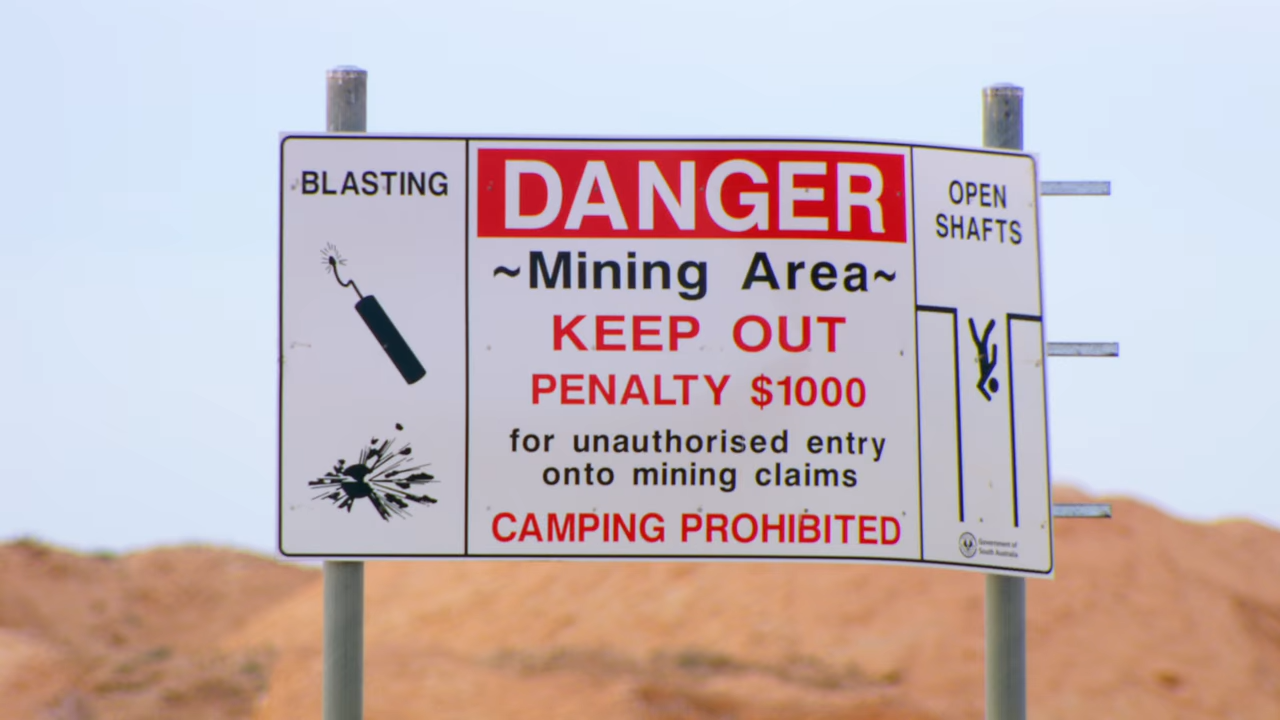 BLASTING
DANGER
~Mining Area~
KEEP OUT
PENALTY $1000
for unauthorised entry
onto mining claims
CAMPING PROHIBITED
OPEN
SHAFTS
Government of
South Australia